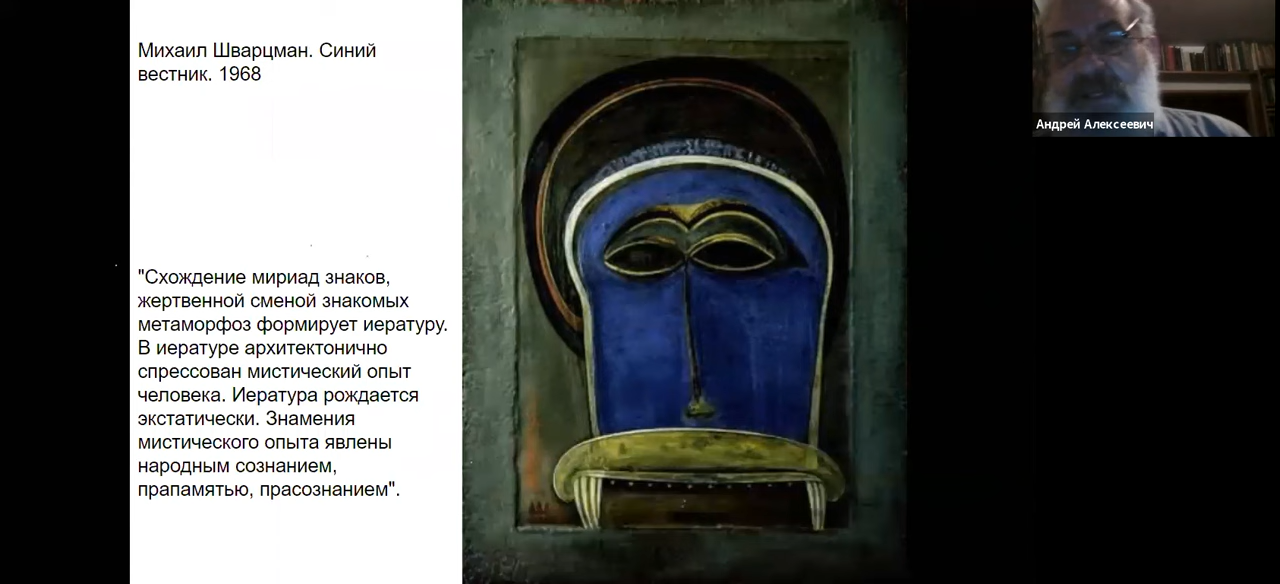 Михаил Шварцман. Синий
вестник. 1968
"Схождение мириад знаков,
жертвенной сменой знакомых
метаморфоз формирует иературу.
В иературе архитектонично
спрессован мистический опыт
человека. Иература рождается
экстатически. Знамения
мистического опыта явлены
народным сознанием,
прапамятью, прасознанием".
Андрей Алексеевич